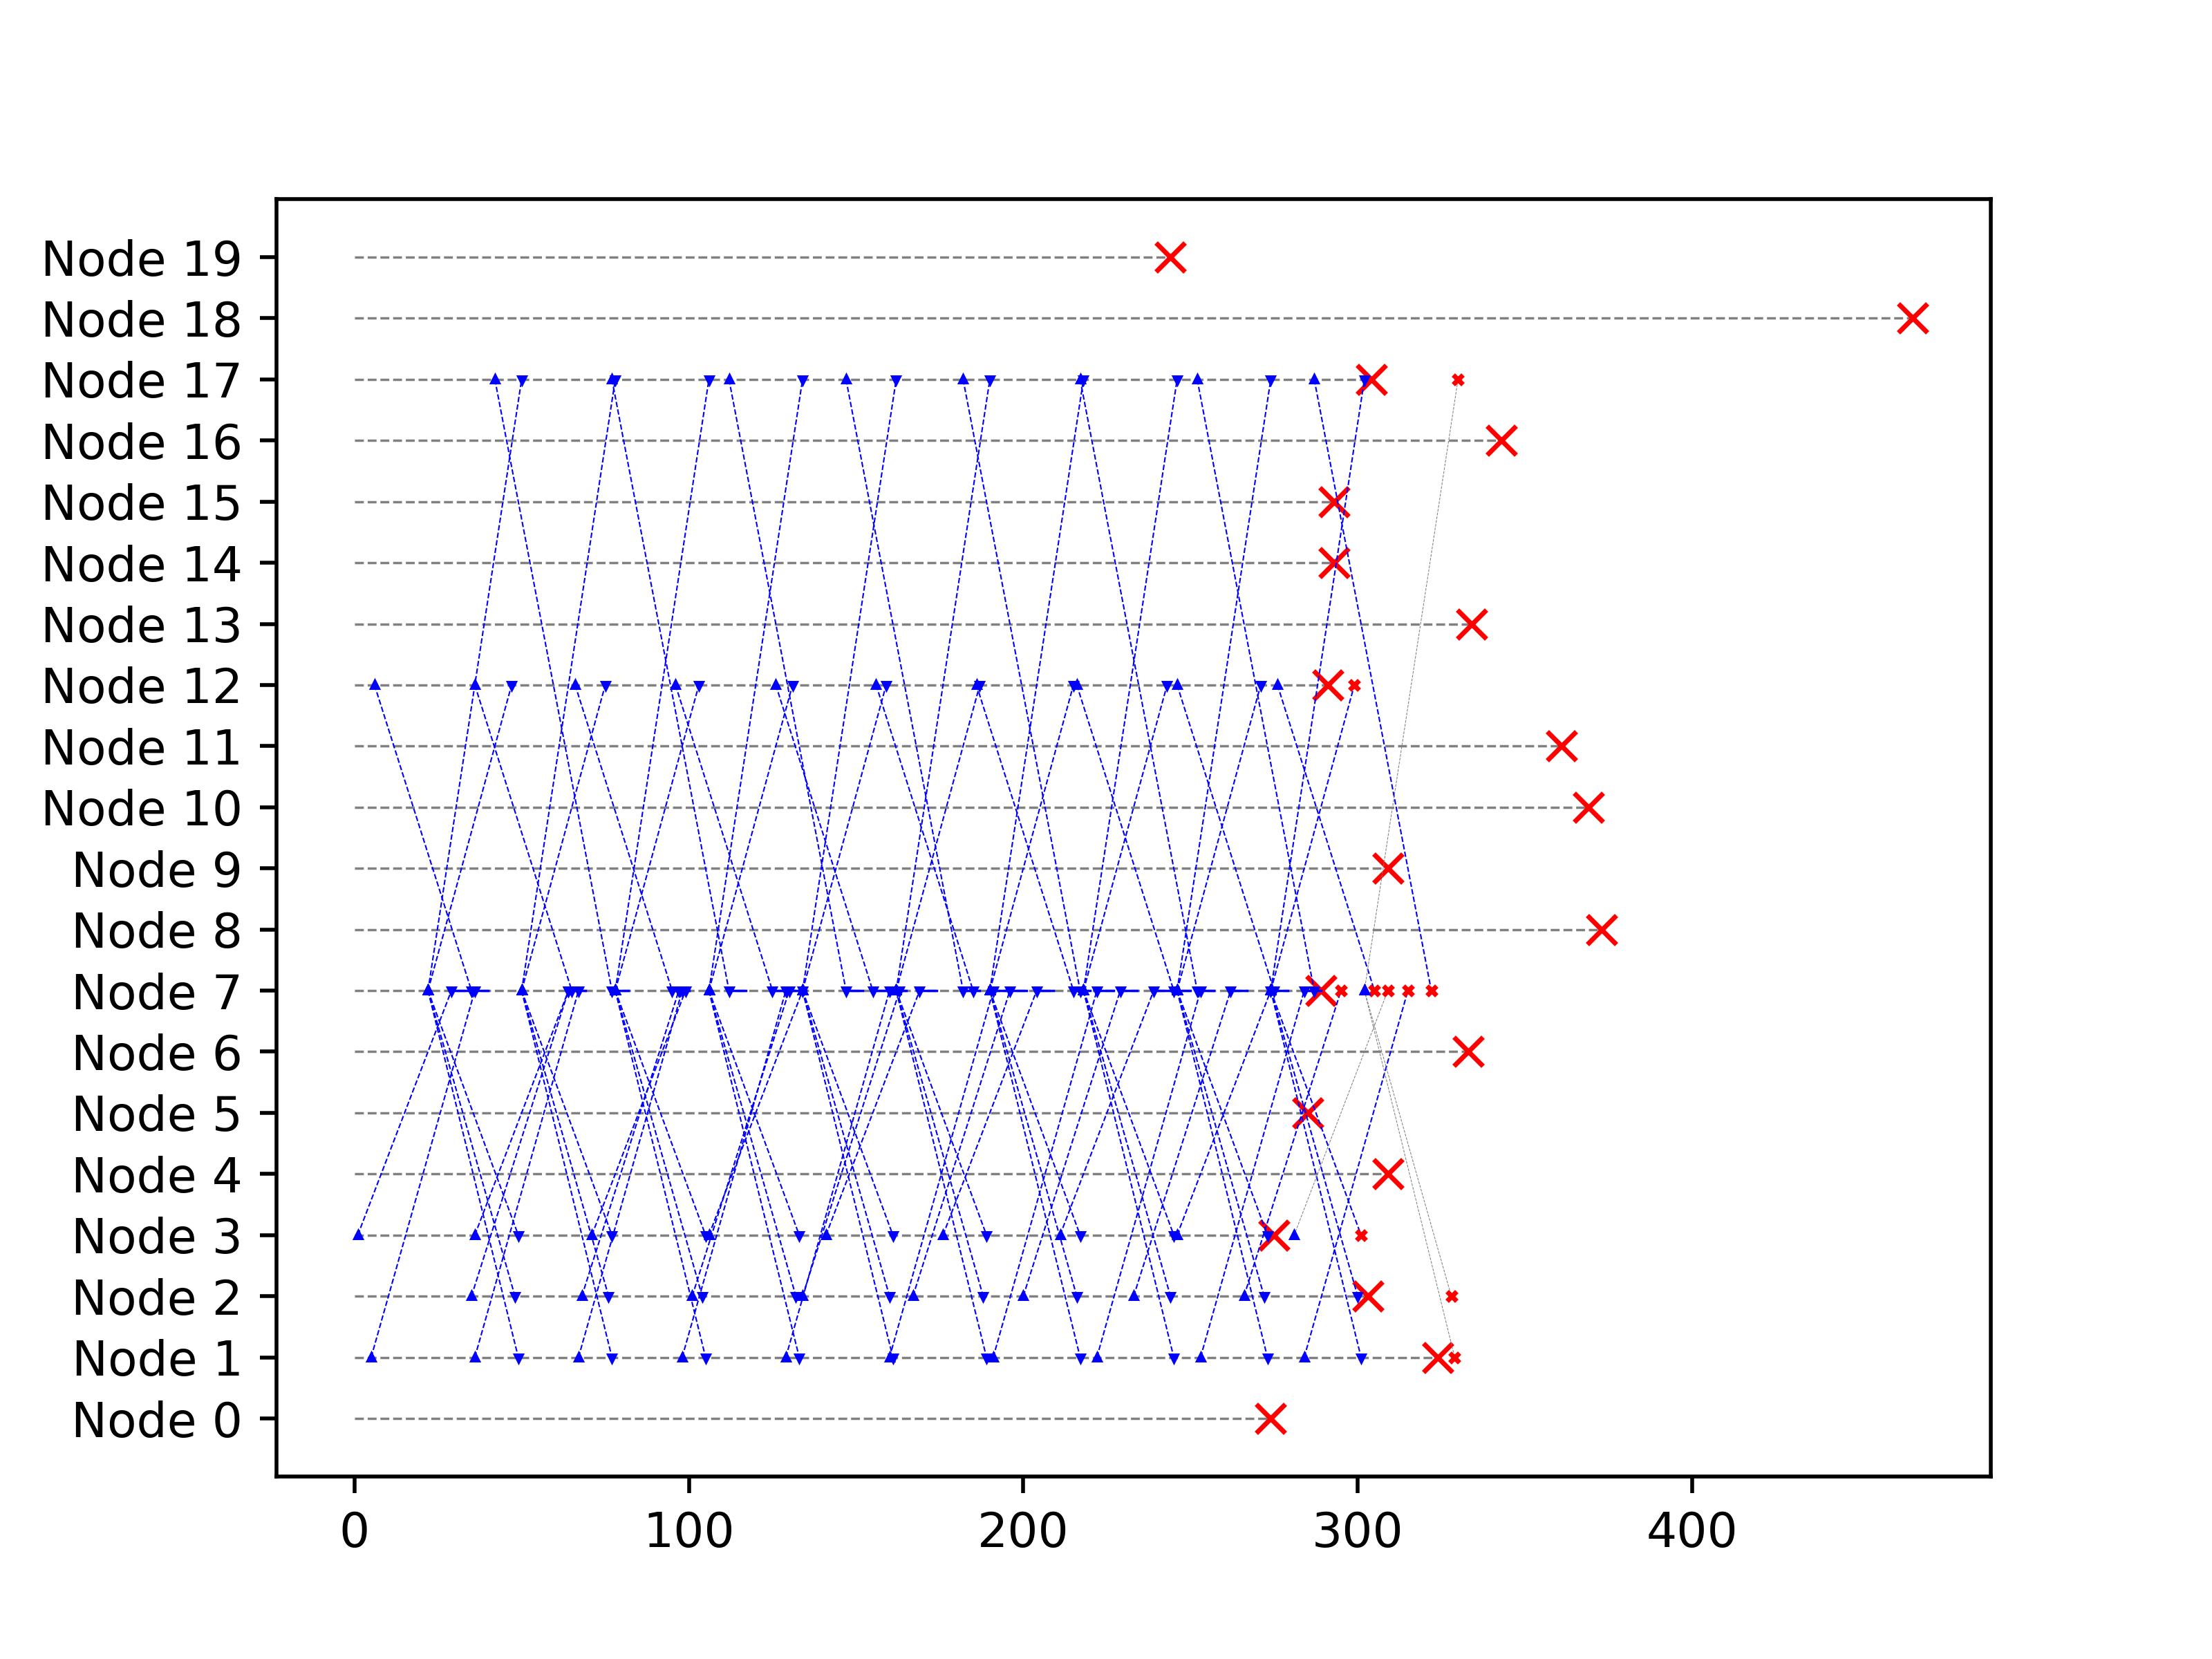 Node 19
Node 18
Node 17
Node 16
Node 15
Node 14
Node 13
Node 12
Node 11
Node 10
Node 9
Node 8
Node 7
Node 6
Node 5
Node 4
Node 3
Node 2
Node 1
Node 0
0 100 200 300 400